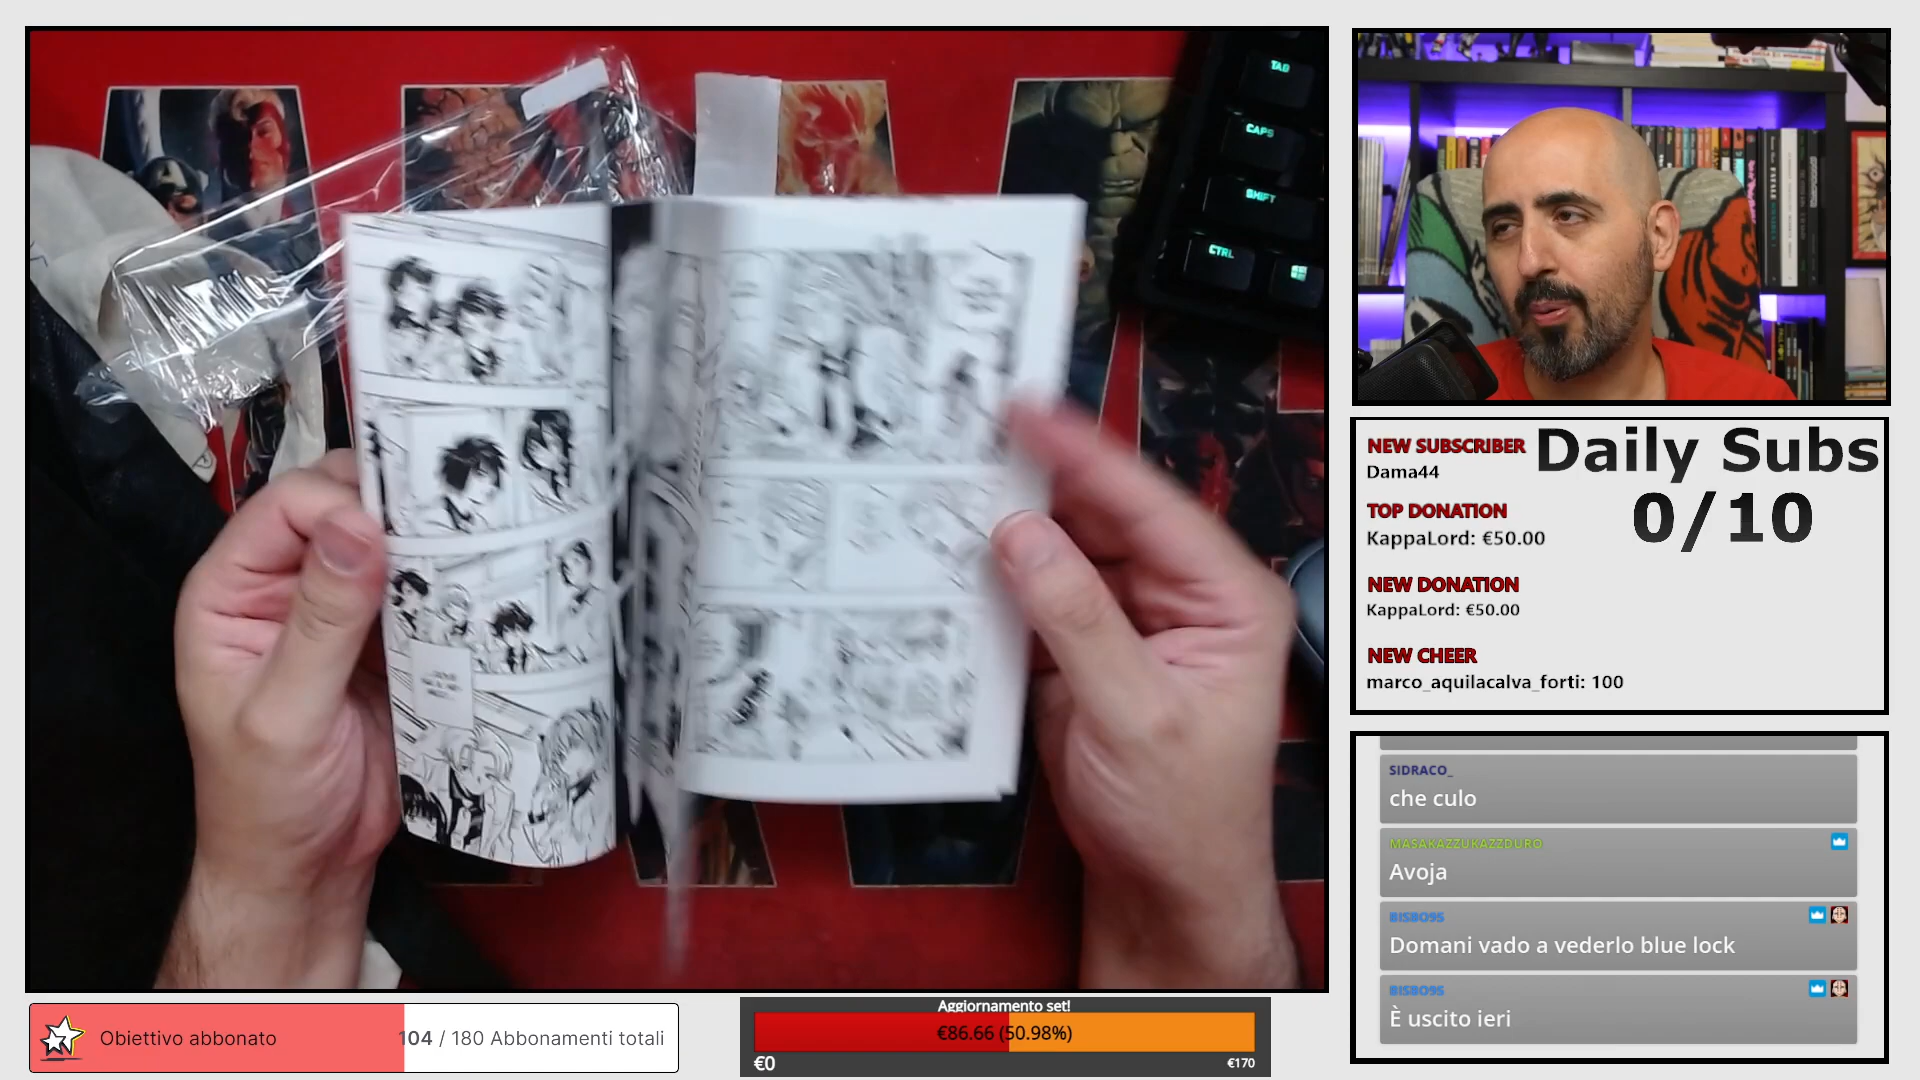 TAB
CAPS
SHIFT
CTRL
NEW SUBSCRIBER
Dama44
Daily Subs
0/10
TOP DONATION
KappaLord: €50.00
NEW DONATION
KappaLord: €50.00
NEW CHEER
marco_aquilacalva_forti: 100
SIDRACO_
che culo
MASAKAZZUKAZZDURO
Avoja
BISBO95
Domani vado a vederlo blue lock
BISBO95
È uscito ieri
Obiettivo abbonato
104 / 180 Abbonamenti totali
Aggiornamento set!
€86.66 (50.98%)
€0
€170